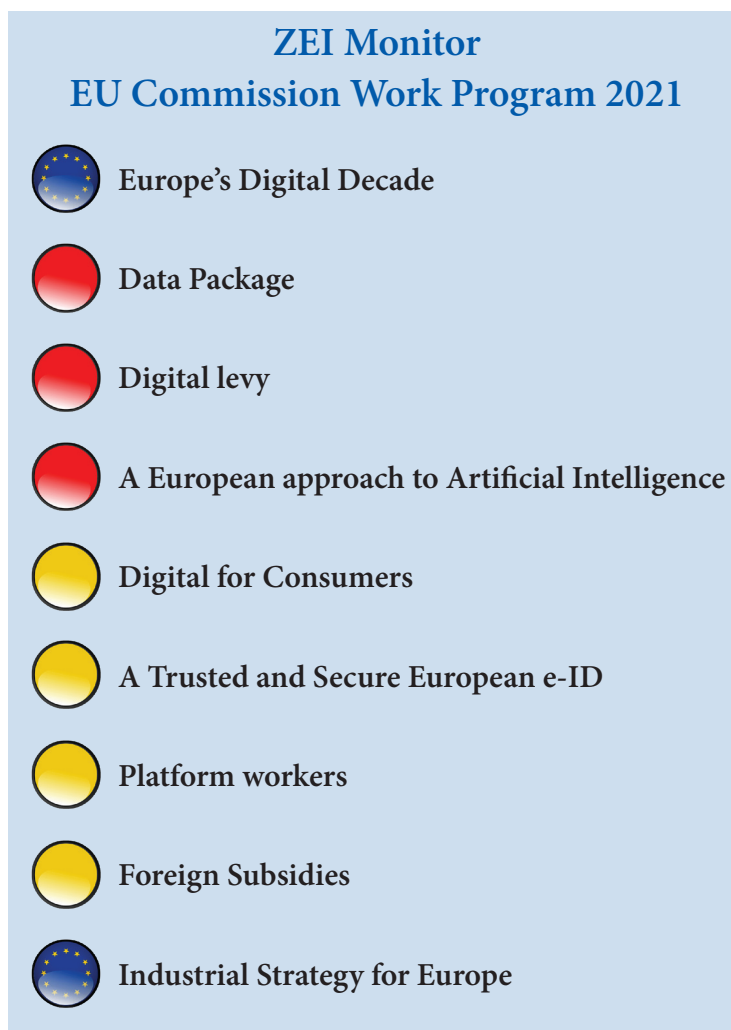 ZEI Monitor
EU Commission Work Program 2021
Europe’s Digital Decade
Data Package
Digital levy
A European approach to Artificial Intelligence
Digital for Consumers
A Trusted and Secure European e-ID
Platform workers
Foreign Subsidies
Industrial Strategy for Europe